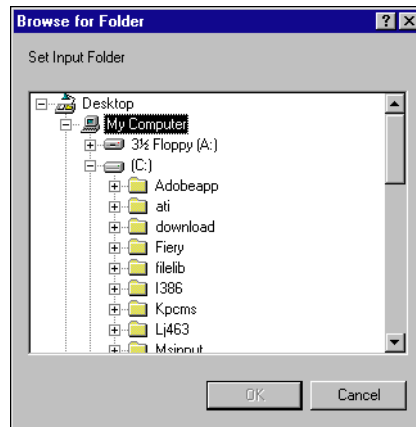 Browse for Folder
Set Input Folder
Desktop
My Computer
3½ Floppy (A:)
(C:)
Adobeapp
ati
download
Fiery
filelib
I386
Kpcms
Lj463
Msinput
OK
Cancel